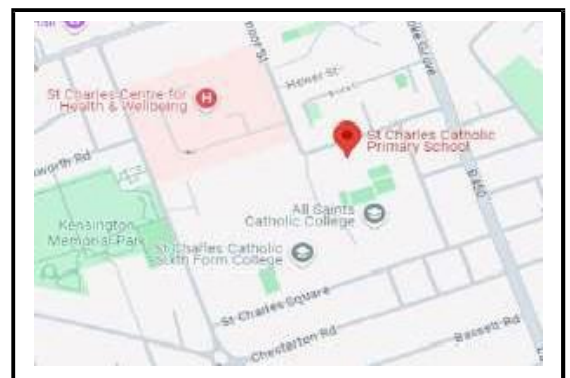 St Charles Centre for
Health & Wellbeing
Hewer St
St Charles Catholic
Primary School
B450
All Saints
Catholic College
Kensington
Memorial Park
St Charles Catholic
Sixth Form College
St Charles Square
Chesterton Rd
Bassett Rd